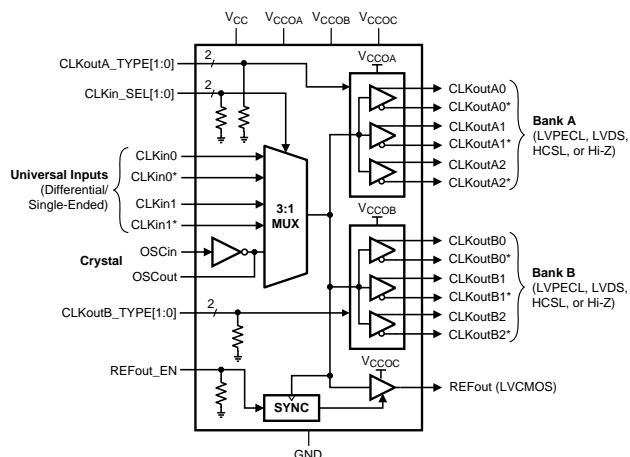 VCC VCCOA VCCOB VCCOC
CLKoutA_TYPE[1:0] 2
CLKin_SEL[1:0] 2
VCCOA
CLKoutA0
CLKoutA0*
CLKoutA1
CLKoutA1*
CLKoutA2
CLKoutA2*
Bank A
(LVPECL, LVDS,
HCSL, or Hi-Z)
Universal Inputs
(Differential/
Single-Ended)
CLKin0
CLKin0*
CLKin1
CLKin1*
3:1
MUX
Crystal
OSCin
OSCout
VCCOB
CLKoutB0
CLKoutB0*
CLKoutB1
CLKoutB1*
CLKoutB2
CLKoutB2*
Bank B
(LVPECL, LVDS,
HCSL, or Hi-Z)
CLKoutB_TYPE[1:0] 2
REFout_EN
SYNC
VCCOC
REFout (LVCMOS)
GND